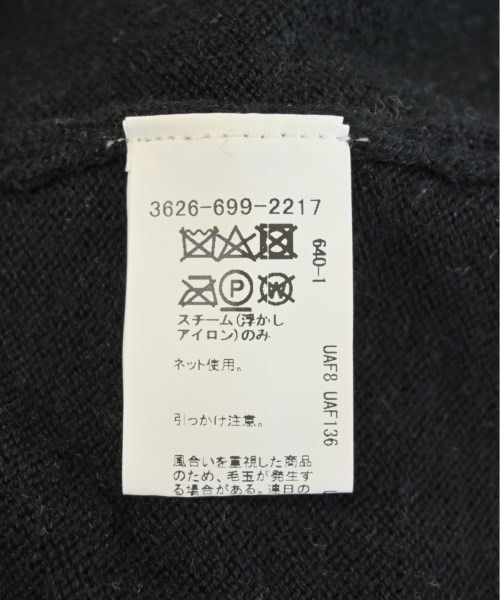 3626-699-2217
640-1
P W
スチーム(浮かし
アイロン)のみ
ネット使用。
引っかけ注意。
風合いを重視した商品
のため、毛玉が発生す
る場合がある。連日の
UAF8 UAF136